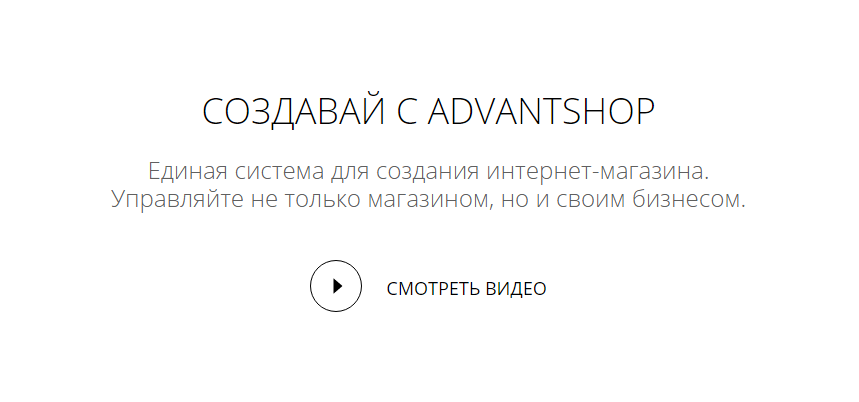 СОЗДАВАЙ С ADVANTSHOP
Единая система для создания интернет-магазина.
Управляйте не только магазином, но и своим бизнесом.
СМОТРЕТЬ ВИДЕО